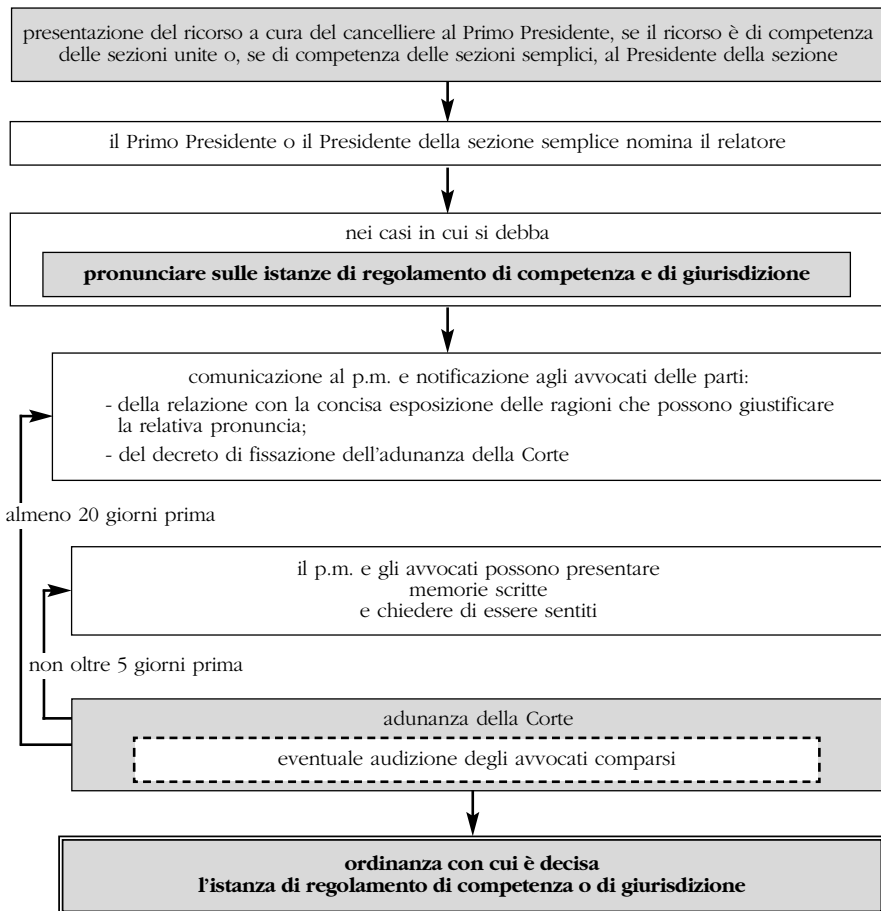 presentazione del ricorso a cura del cancelliere al Primo Presidente, se il ricorso è di competenza
delle sezioni unite o, se di competenza delle sezioni semplici, al Presidente della sezione
il Primo Presidente o il Presidente della sezione semplice nomina il relatore
nei casi in cui si debba
pronunciare sulle istanze di regolamento di competenza e di giurisdizione
comunicazione al p.m. e notificazione agli avvocati delle parti:
- della relazione con la concisa esposizione delle ragioni che possono giustificare
la relativa pronuncia;
- del decreto di fissazione dell'adunanza della Corte
almeno 20 giorni prima
il p.m. e gli avvocati possono presentare
memorie scritte
e chiedere di essere sentiti
non oltre 5 giorni prima
adunanza della Corte
eventuale audizione degli avvocati comparsi
ordinanza con cui è decisa
l'istanza di regolamento di competenza o di giurisdizione